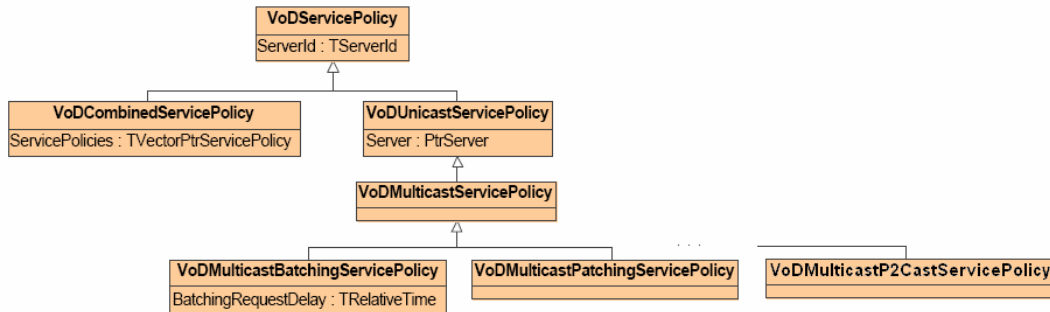 VoDServicePolicy
ServerId : TServerId
VoDCombinedServicePolicy
ServicePolicies : TVectorPtrServicePolicy
VoDUnicastServicePolicy
Server : PtrServer
VoDMulticastServicePolicy
. . .
VoDMulticastBatchingServicePolicy
BatchingRequestDelay : TRelativeTime
VoDMulticastPatchingServicePolicy
VoDMulticastP2CastServicePolicy